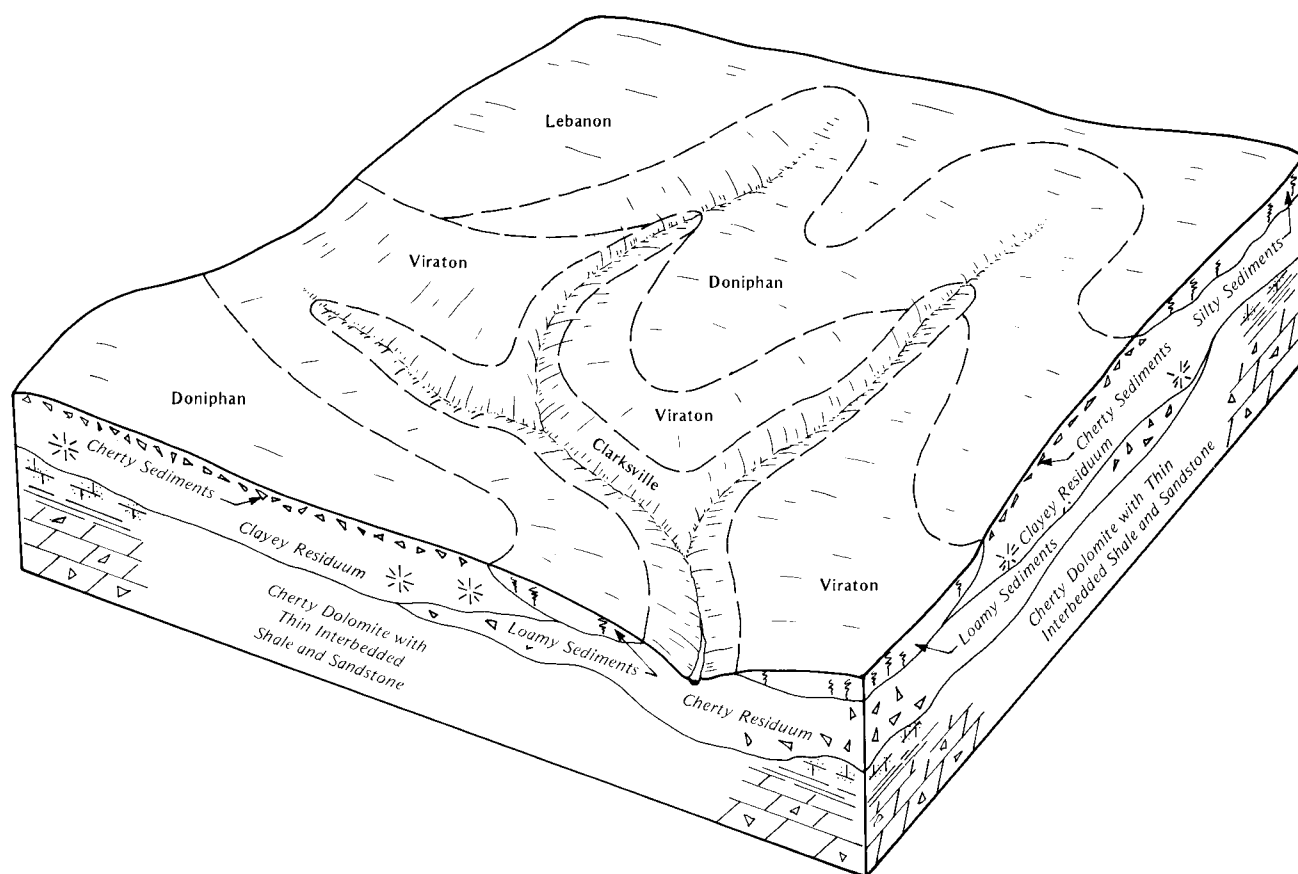 Lebanon
Viraton
Doniphan
Silty Sediments
Doniphan
Viraton
Cherty Sediments
Clarksville
Cherty Sediments
Clayey Residuum
Viraton
Clayey Residuum
Loamy Sediments
Cherty Dolomite with Thin
Interbedded Shale and Sandstone
Cherty Dolomite with
Thin Interbedded
Shale and Sandstone
Loamy Sediments
Cherty Residuum